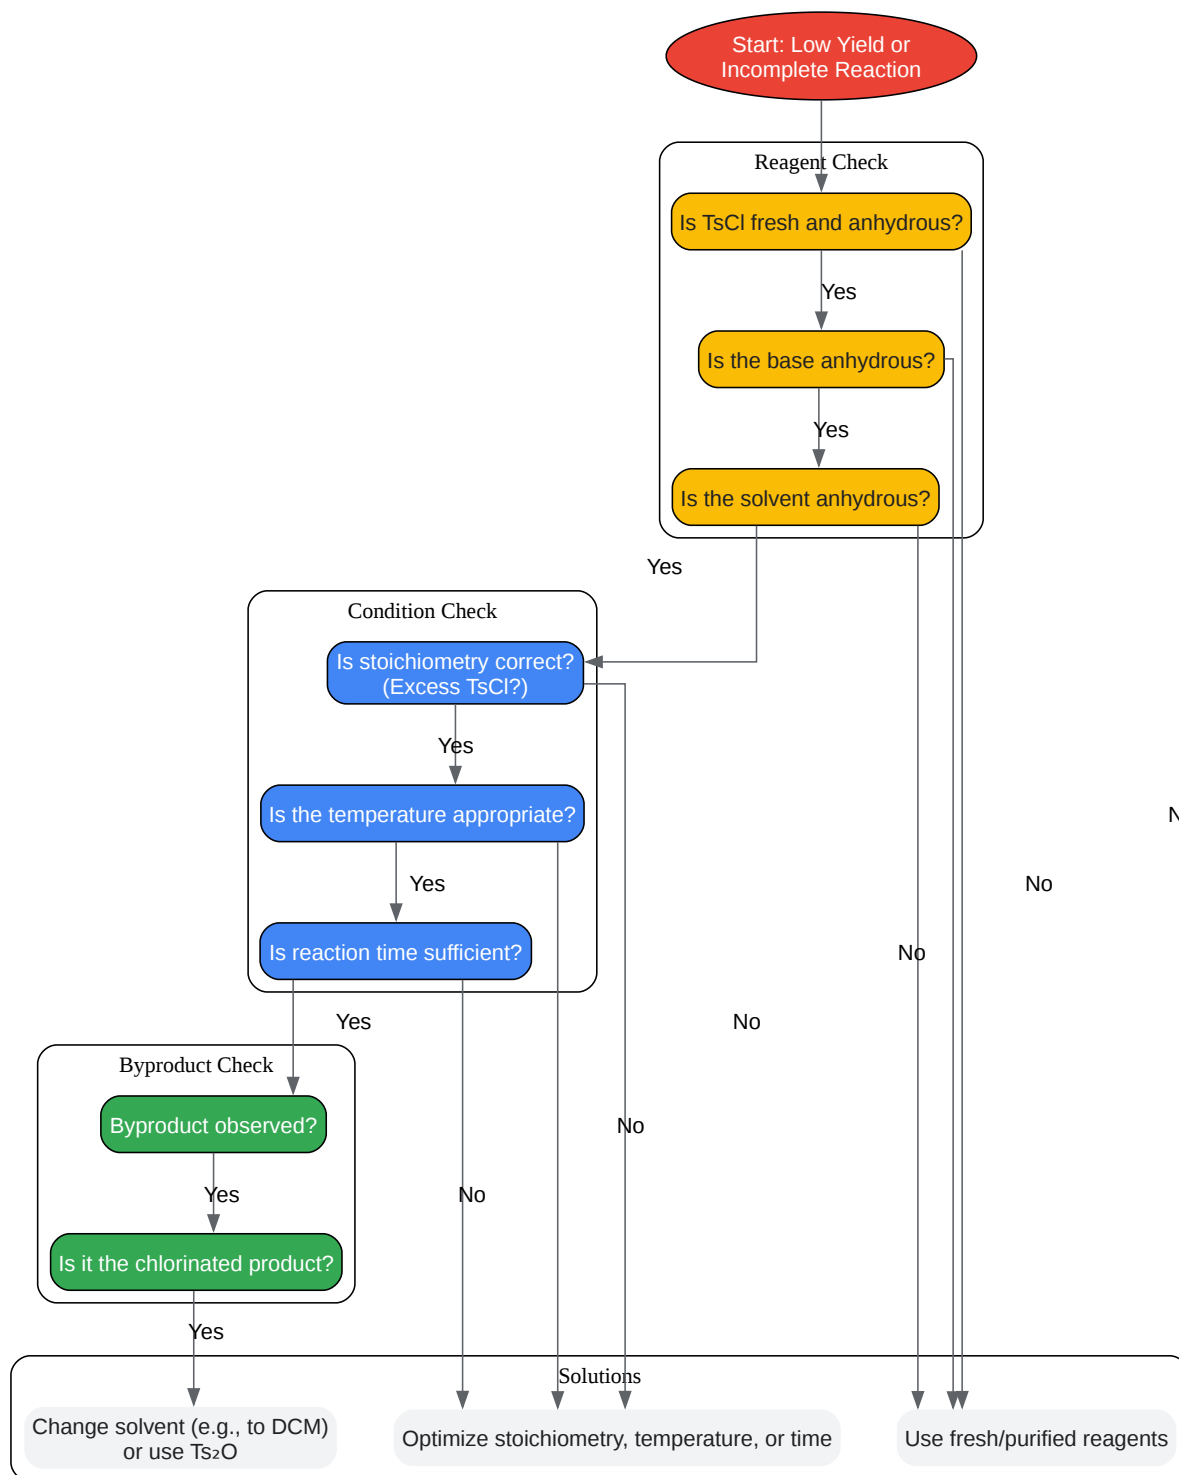 Start: Low Yield or
Incomplete Reaction
Reagent Check
Is TsCl fresh and anhydrous?
Yes
Is the base anhydrous?
Yes
Is the solvent anhydrous?
Yes
Condition Check
Is stoichiometry correct?
(Excess TsCl?)
Yes
Is the temperature appropriate?
Yes
No
Is reaction time sufficient?
No
Yes
No
Byproduct Check
Byproduct observed?
No
Yes
No
Is it the chlorinated product?
Yes
Solutions
Change solvent (e.g., to DCM)
or use Ts₂O
Optimize stoichiometry, temperature, or time
Use fresh/purified reagents